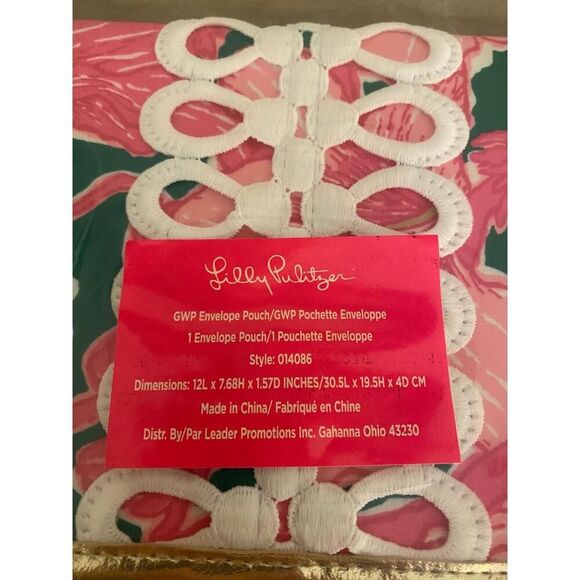 Lilly Pulitzer
GWP Envelope Pouch/GWP Pochette Enveloppe
1 Envelope Pouch/1 Pouchette Enveloppe
Style: 014086
Dimensions: 12L x 7.68H x 1.57D INCHES/30.5L x 19.5H x 4D CM
Made in China/ Fabriqué en Chine
Distr. By/Par Leader Promotions Inc. Gahanna Ohio 43230